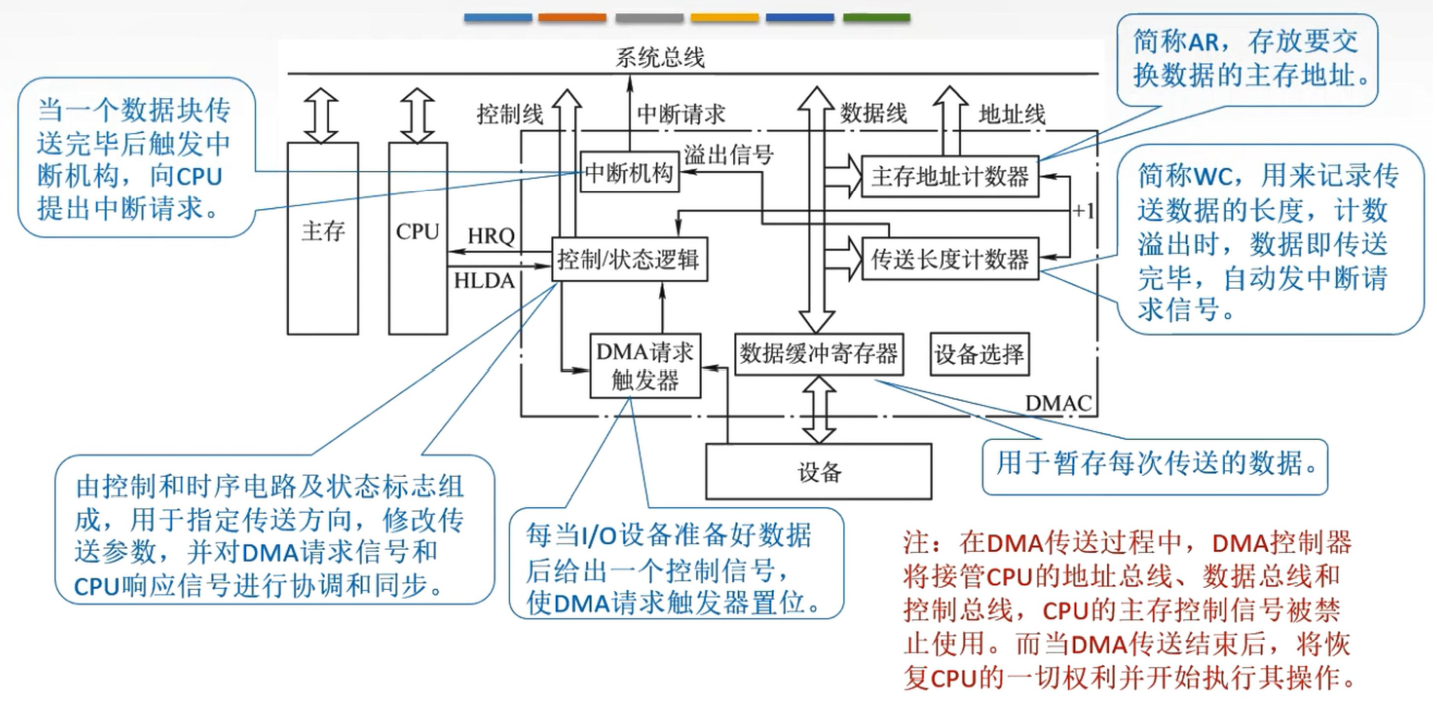 系统总线
简称AR，存放要交
换数据的主存地址。
当一个数据块传
送完毕后触发中
断机构，向CPU
提出中断请求。
控制线
中断请求
数据线
地址线
中断机构
溢出信号
主存地址计数器
简称WC，用来记录传
送数据的长度，计数
溢出时，数据即传送
完毕，自动发中断请
求信号。
主存
CPU
HRQ
HLDA
控制/状态逻辑
+1
传送长度计数器
DMA请求
触发器
数据缓冲寄存器
设备选择
DMAC
设备
用于暂存每次传送的数据。
由控制和时序电路及状态标志组
成，用于指定传送方向，修改传
送参数，并对DMA请求信号和
CPU响应信号进行协调和同步。
每当I/O设备准备好数据
后给出一个控制信号，
使DMA请求触发器置位。
注：在DMA传送过程中，DMA控制器
将接管CPU的地址总线、数据总线和
控制总线，CPU的主存控制信号被禁
止使用。而当DMA传送结束后，将恢
复CPU的一切权利并开始执行其操作。